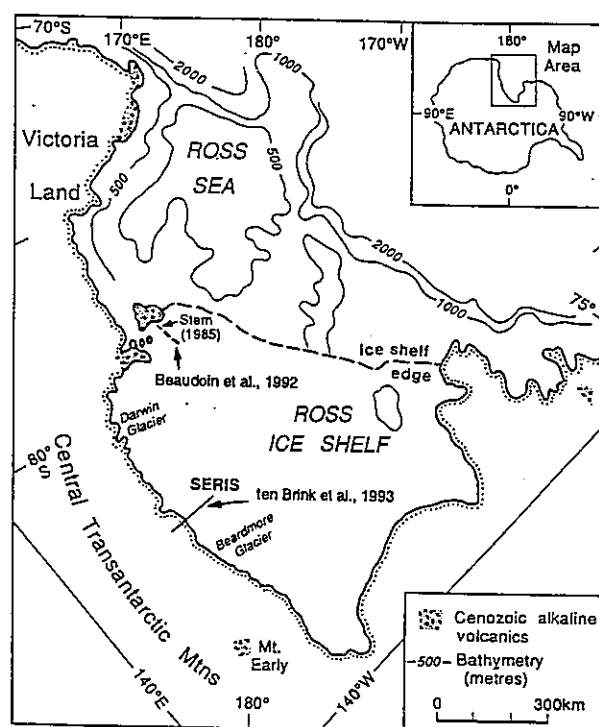 70°S
170°E
180°
170°W
2000
1000
180°
Map
Area
90°E
90°W
ANTARCTICA
0°
Victoria
Land
500
500
ROSS
SEA
2000
1000
75°
Stern
(1985)
ice shelf
edge
Beaudoin et al., 1992
Darwin
Glacier
ROSS
ICE SHELF
80°
S
SERIS
ten Brink et al., 1993
Beardmore
Glacier
Central Transantarctic Mtns
Mt.
Early
140°E
180°
140°W
Cenozoic alkaline
volcanics
500
Bathymetry
(metres)
0 300km